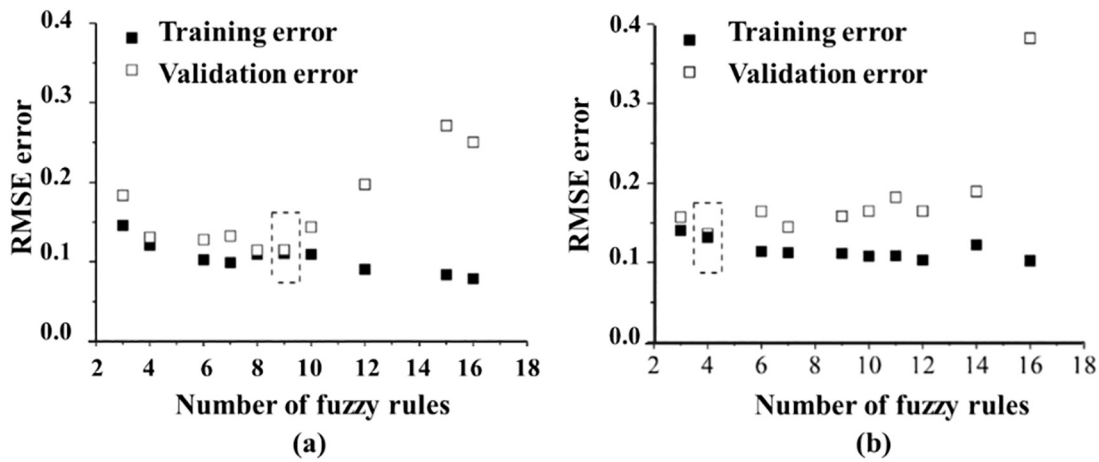 Training error
Validation error
RMSE error
0.4
0.3
0.2
0.1
0.0
2 4 6 8 10 12 14 16 18
Number of fuzzy rules
(a)
Training error
Validation error
RMSE error
0.4
0.3
0.2
0.1
0.0
2 4 6 8 10 12 14 16 18
Number of fuzzy rules
(b)